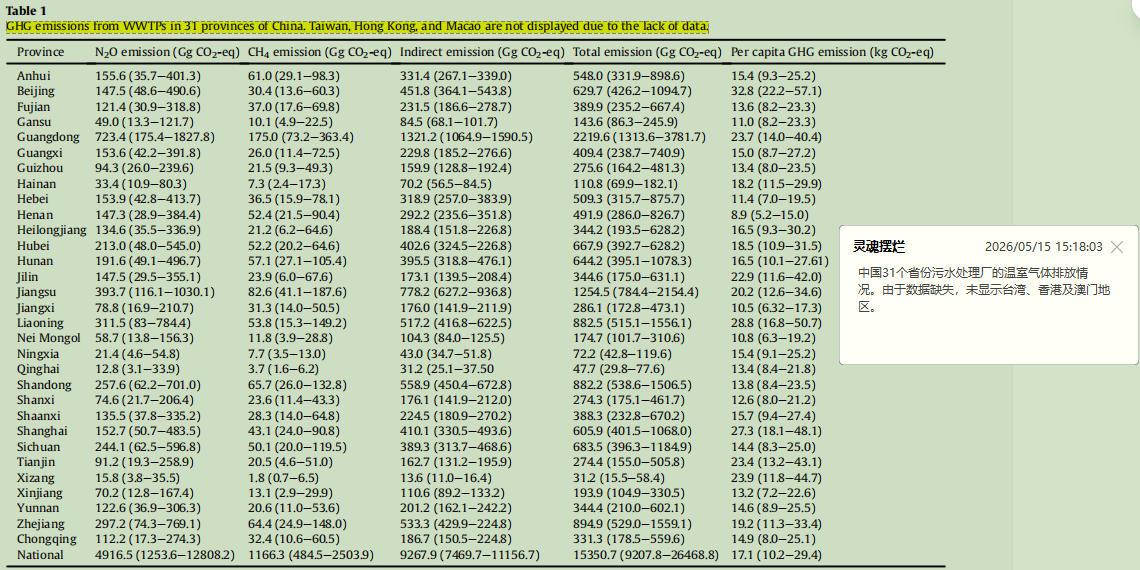 Table 1
GHG emissions from WWTPs in 31 provinces of China. Taiwan, Hong Kong, and Macao are not displayed due to the lack of data.
Province N₂O emission (Gg CO₂-eq) CH₄ emission (Gg CO₂-eq) Indirect emission (Gg CO₂-eq) Total emission (Gg CO₂-eq) Per capita GHG emission (kg CO₂-eq)
Anhui 155.6 (35.7–401.3) 61.0 (29.1–98.3) 331.4 (267.1–339.0) 548.0 (331.9–898.6) 15.4 (9.3–25.2)
Beijing 147.5 (48.6–490.6) 30.4 (13.6–60.3) 451.8 (364.1–543.8) 629.7 (426.2–1094.7) 32.8 (22.2–57.1)
Fujian 121.4 (30.9–318.8) 37.0 (17.6–69.8) 231.5 (186.6–278.7) 389.9 (235.2–667.4) 13.6 (8.2–23.3)
Gansu 49.0 (13.3–121.7) 10.1 (4.9–22.5) 84.5 (68.1–101.7) 143.6 (86.3–245.9) 11.0 (8.2–23.3)
Guangdong 723.4 (175.4–1827.8) 175.0 (73.2–363.4) 1321.2 (1064.9–1590.5) 2219.6 (1313.6–3781.7) 23.7 (14.0–40.4)
Guangxi 153.6 (42.2–391.8) 26.0 (11.4–72.5) 229.8 (185.2–276.6) 409.4 (238.7–740.9) 15.0 (8.7–27.2)
Guizhou 94.3 (26.0–239.6) 21.5 (9.3–49.3) 159.9 (128.8–192.4) 275.6 (164.2–481.3) 13.4 (8.0–23.5)
Hainan 33.4 (10.9–80.3) 7.3 (2.4–17.3) 70.2 (56.5–84.5) 110.8 (69.9–182.1) 18.2 (11.5–29.9)
Hebei 153.9 (42.8–413.7) 36.5 (15.9–78.1) 318.9 (257.0–383.9) 509.3 (315.7–875.7) 11.4 (7.0–19.5)
Henan 147.3 (28.9–384.4) 52.4 (21.5–90.4) 292.2 (235.6–351.8) 491.9 (286.0–826.7) 8.9 (5.2–15.0)
Heilongjiang 134.6 (35.5–336.9) 21.2 (6.2–64.6) 188.4 (151.8–226.8) 344.2 (193.5–628.2) 16.5 (9.3–30.2)
Hubei 213.0 (48.0–545.0) 52.2 (20.2–64.6) 402.6 (324.5–226.8) 667.9 (392.7–628.2) 18.5 (10.9–31.5)
Hunan 191.6 (49.1–496.7) 57.1 (27.1–105.4) 395.5 (318.8–476.1) 644.2 (395.1–1078.3) 16.5 (10.1–27.61)
Jilin 147.5 (29.5–355.1) 23.9 (6.0–67.6) 173.1 (139.5–208.4) 344.6 (175.0–631.1) 22.9 (11.6–42.0)
Jiangsu 393.7 (116.1–1030.1) 82.6 (41.1–187.6) 778.2 (627.2–936.8) 1254.5 (784.4–2154.4) 20.2 (12.6–34.6)
Jiangxi 78.8 (16.9–210.7) 31.3 (14.0–50.5) 176.0 (141.9–211.9) 286.1 (172.8–473.1) 10.5 (6.32–17.3)
Liaoning 311.5 (83–784.4) 53.8 (15.3–149.2) 517.2 (416.8–622.5) 882.5 (515.1–1556.1) 28.8 (16.8–50.7)
Nei Mongol 58.7 (13.8–156.3) 11.8 (3.9–28.8) 104.3 (84.0–125.5) 174.7 (101.7–310.6) 10.8 (6.3–19.2)
Ningxia 21.4 (4.6–54.8) 7.7 (3.5–13.0) 43.0 (34.7–51.8) 72.2 (42.8–119.6) 15.4 (9.1–25.2)
Qinghai 12.8 (3.1–33.9) 3.7 (1.6–6.2) 31.2 (25.1–37.50 47.7 (29.8–77.6) 13.4 (8.4–21.8)
Shandong 257.6 (62.2–701.0) 65.7 (26.0–132.8) 558.9 (450.4–672.8) 882.2 (538.6–1506.5) 13.8 (8.4–23.5)
Shanxi 74.6 (21.7–206.4) 23.6 (11.4–43.3) 176.1 (141.9–212.0) 274.3 (175.1–461.7) 12.6 (8.0–21.2)
Shaanxi 135.5 (37.8–335.2) 28.3 (14.0–64.8) 224.5 (180.9–270.2) 388.3 (232.8–670.2) 15.7 (9.4–27.4)
Shanghai 152.7 (50.7–483.5) 43.1 (24.0–90.8) 410.1 (330.5–493.6) 605.9 (401.5–1068.0) 27.3 (18.1–48.1)
Sichuan 244.1 (62.5–596.8) 50.1 (20.0–119.5) 389.3 (313.7–468.6) 683.5 (396.3–1184.9) 14.4 (8.3–25.0)
Tianjin 91.2 (19.3–258.9) 20.5 (4.6–51.0) 162.7 (131.2–195.9) 274.4 (155.0–505.8) 23.4 (13.2–43.1)
Xizang 15.8 (3.8–35.5) 1.8 (0.7–6.5) 13.6 (11.0–16.4) 31.2 (15.5–58.4) 23.9 (11.8–44.7)
Xinjiang 70.2 (12.8–167.4) 13.1 (2.9–29.9) 110.6 (89.2–133.2) 193.9 (104.9–330.5) 13.2 (7.2–22.6)
Yunnan 122.6 (36.9–306.3) 20.6 (11.0–53.6) 201.2 (162.1–242.2) 344.4 (210.0–602.1) 14.6 (8.9–25.5)
Zhejiang 297.2 (74.3–769.1) 64.4 (24.9–148.0) 533.3 (429.9–224.8) 894.9 (529.0–1559.1) 19.2 (11.3–33.4)
Chongqing 112.2 (17.3–274.3) 32.4 (10.6–60.5) 186.7 (150.5–224.8) 331.3 (178.5–559.6) 14.9 (8.0–25.1)
National 4916.5 (1253.6–12808.2) 1166.3 (484.5–2503.9) 9267.9 (7469.7–11156.7) 15350.7 (9207.8–26468.8) 17.1 (10.2–29.4)
灵魂摆烂 2026/05/15 15:18:03
中国31个省份污水处理厂的温室气体排放情
况。由于数据缺失，未显示台湾、香港及澳门地
区。